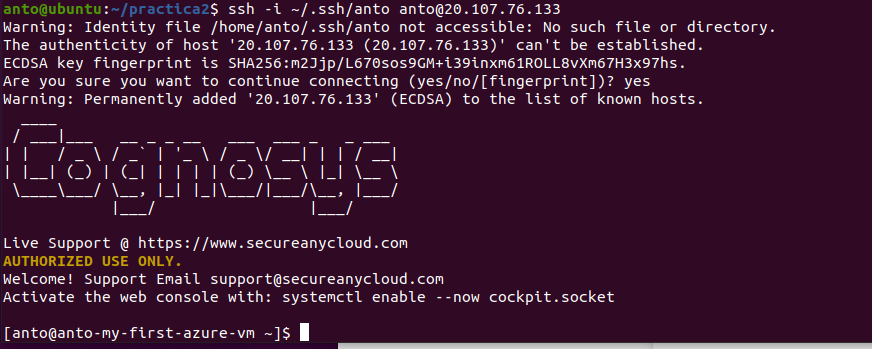 anto@ubuntu:~/practica2$ ssh -i ~/.ssh/anto anto@20.107.76.133
Warning: Identity file /home/anto/.ssh/anto not accessible: No such file or directory.
The authenticity of host '20.107.76.133 (20.107.76.133)' can't be established.
ECDSA key fingerprint is SHA256:m2Jjp/L670sos9GM+i39inxm61ROLL8vXm67H3x97hs.
Are you sure you want to continue connecting (yes/no/[fingerprint])? yes
Warning: Permanently added '20.107.76.133' (ECDSA) to the list of known hosts.
Cognosys
Live Support @ https://www.secureanycloud.com
AUTHORIZED USE ONLY.
Welcome! Support Email support@secureanycloud.com
Activate the web console with: systemctl enable --now cockpit.socket
[anto@anto-my-first-azure-vm ~]$